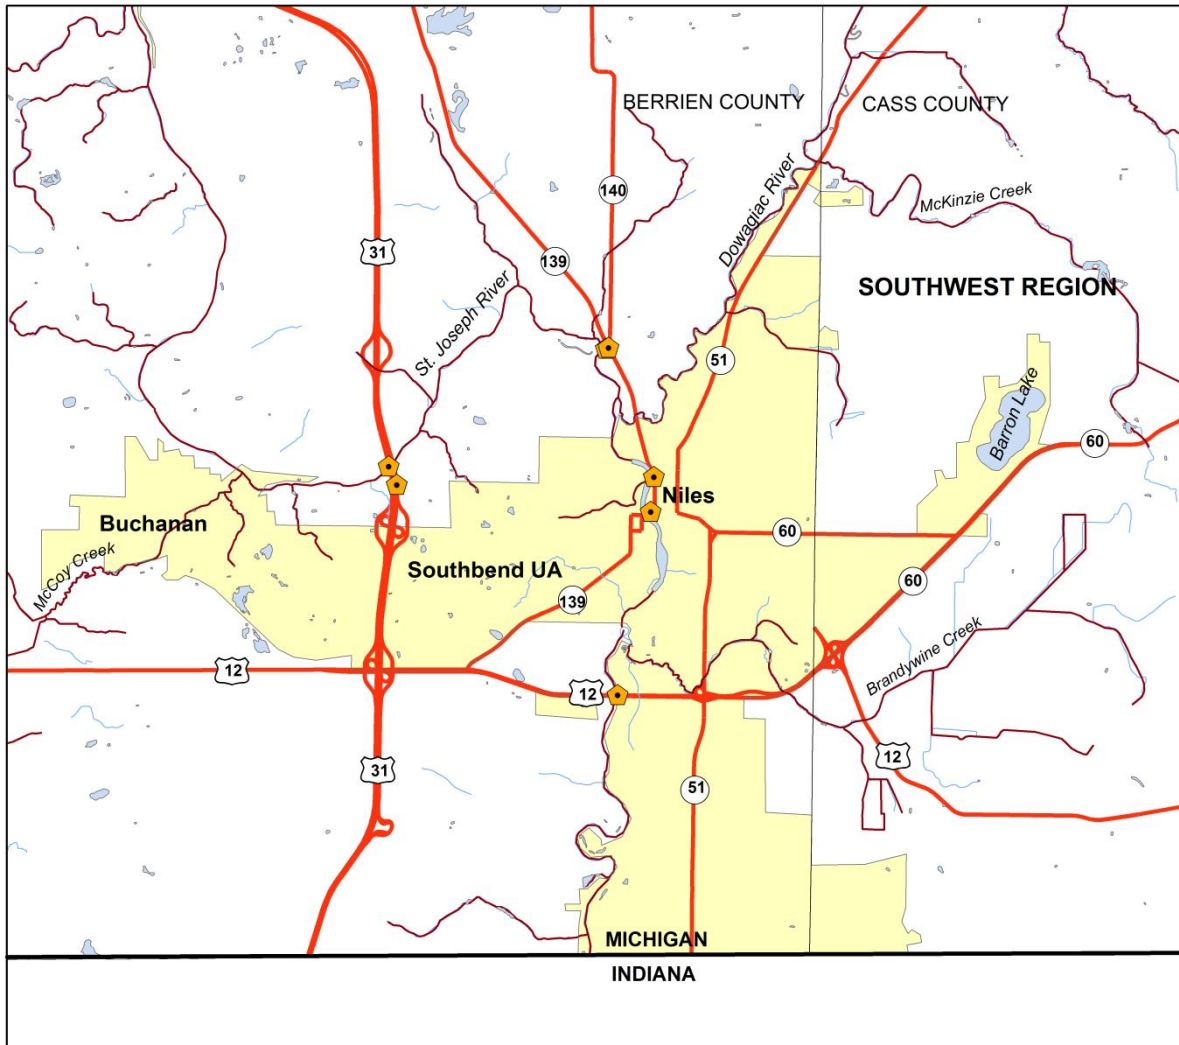 BERRIEN COUNTY
CASS COUNTY
140
Dowagiac River
McKinzie Creek
31
139
SOUTHWEST REGION
St. Joseph River
51
Barron Lake
60
Niles
Buchanan
60
McCoy Creek
Southbend UA
60
139
Brandywine Creek
12
12
12
31
51
MICHIGAN
INDIANA